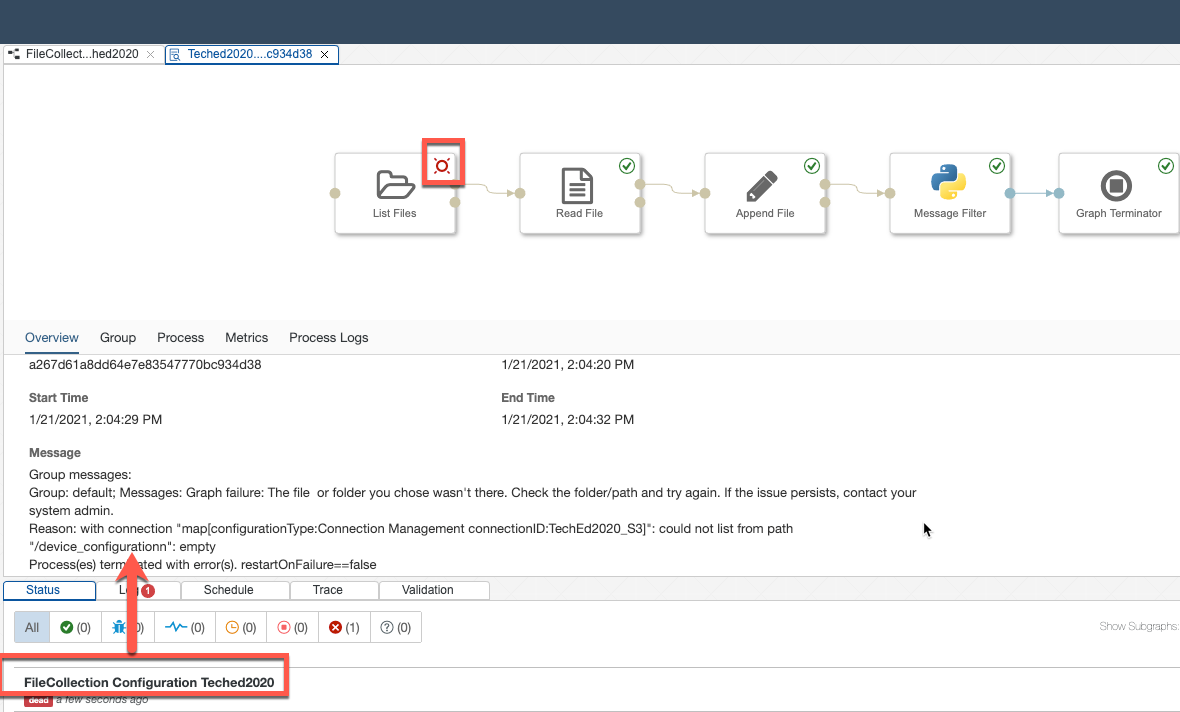 FileCollect...hed2020
Teched2020....c934d38
List Files
Read File
Append File
Message Filter
Graph Terminator
Overview Group Process Metrics Process Logs
a267d61a8dd64e7e83547770bc934d38 1/21/2021, 2:04:20 PM
Start Time End Time
1/21/2021, 2:04:29 PM 1/21/2021, 2:04:32 PM
Message
Group messages:
Group: default; Messages: Graph failure: The file or folder you chose wasn't there. Check the folder/path and try again. If the issue persists, contact your
system admin.
Reason: with connection "map[configurationType:Connection Management connectionID:TechEd2020_S3]": could not list from path
"/device_configurationn": empty
Process(es) terminated with error(s). restartOnFailure==false
Status Log 1 Schedule Trace Validation
All (0) (0) (0) (0) (0) (1) (0)
Show Subgraphs:
FileCollection Configuration Teched2020
dead a few seconds ago